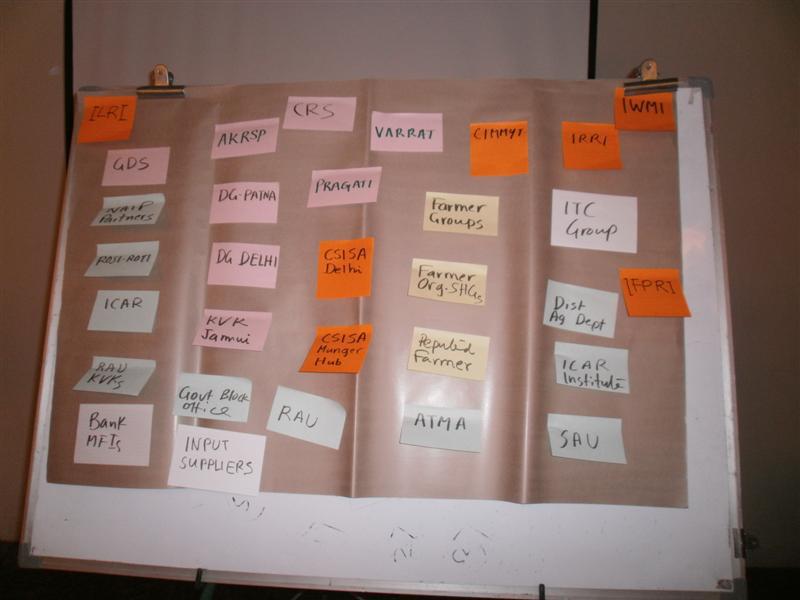 ILRI
CRS
IWMI
AKRSP
VARRAT
CIMMYT
IRRI
GDS
DG-PATNA
PRAGATI
Farmer
Groups
ITC
Group
NAIP
Partners
ROSI-ROTI
DG DELHI
CSISA
Delhi
Farmer
Org-SHGs
IFPRI
ICAR
KVK
Jamui
CSISA
Munger
Hub
Dist
Ag Dept
Farmer
ICAR
Institute
RAU
KVKs
Govt Block
Office
RAU
ATMA
SAU
Bank
MFIs
INPUT
SUPPLIERS